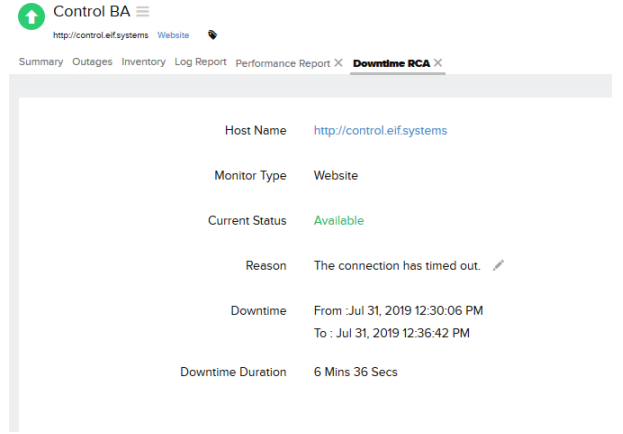 Control BA
http://control.eif.systems Website
Summary Outages Inventory Log Report Performance Report Downtime RCA
Host Name http://control.eif.systems
Monitor Type Website
Current Status Available
Reason The connection has timed out.
Downtime From :Jul 31, 2019 12:30:06 PM
To : Jul 31, 2019 12:36:42 PM
Downtime Duration 6 Mins 36 Secs